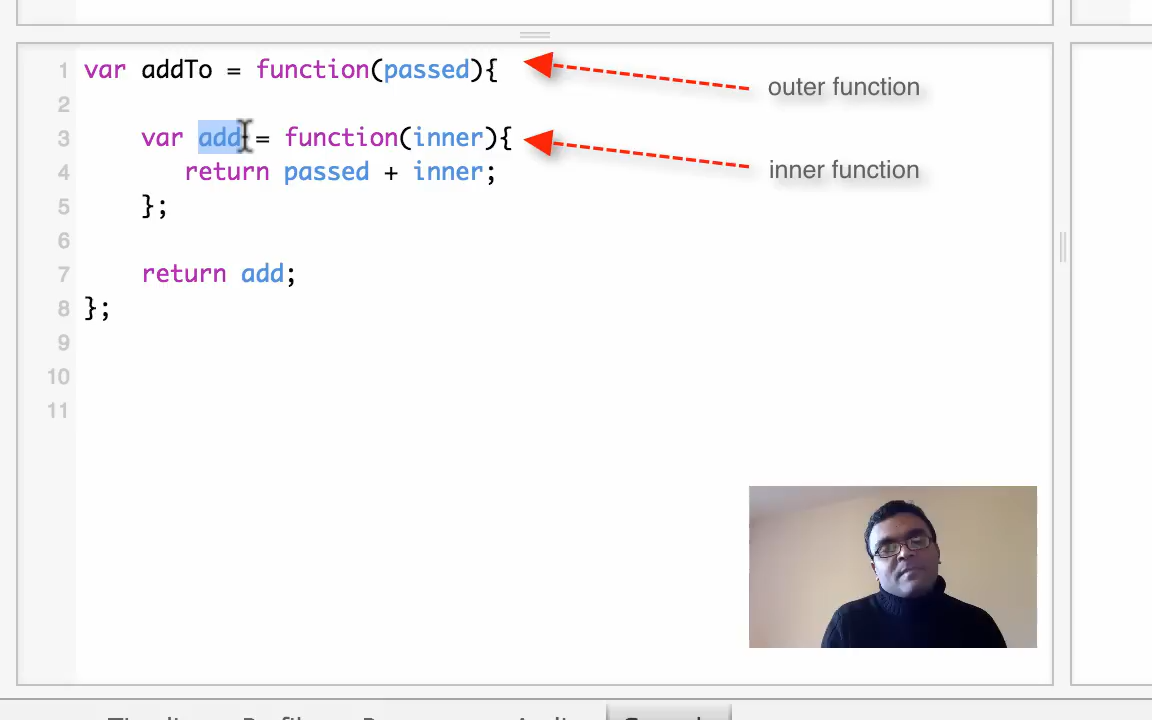 1 var addTo = function(passed){
outer function
2
3 var add = function(inner){
inner function
4 return passed + inner;
5 };
6
7 return add;
8 };
9
10
11